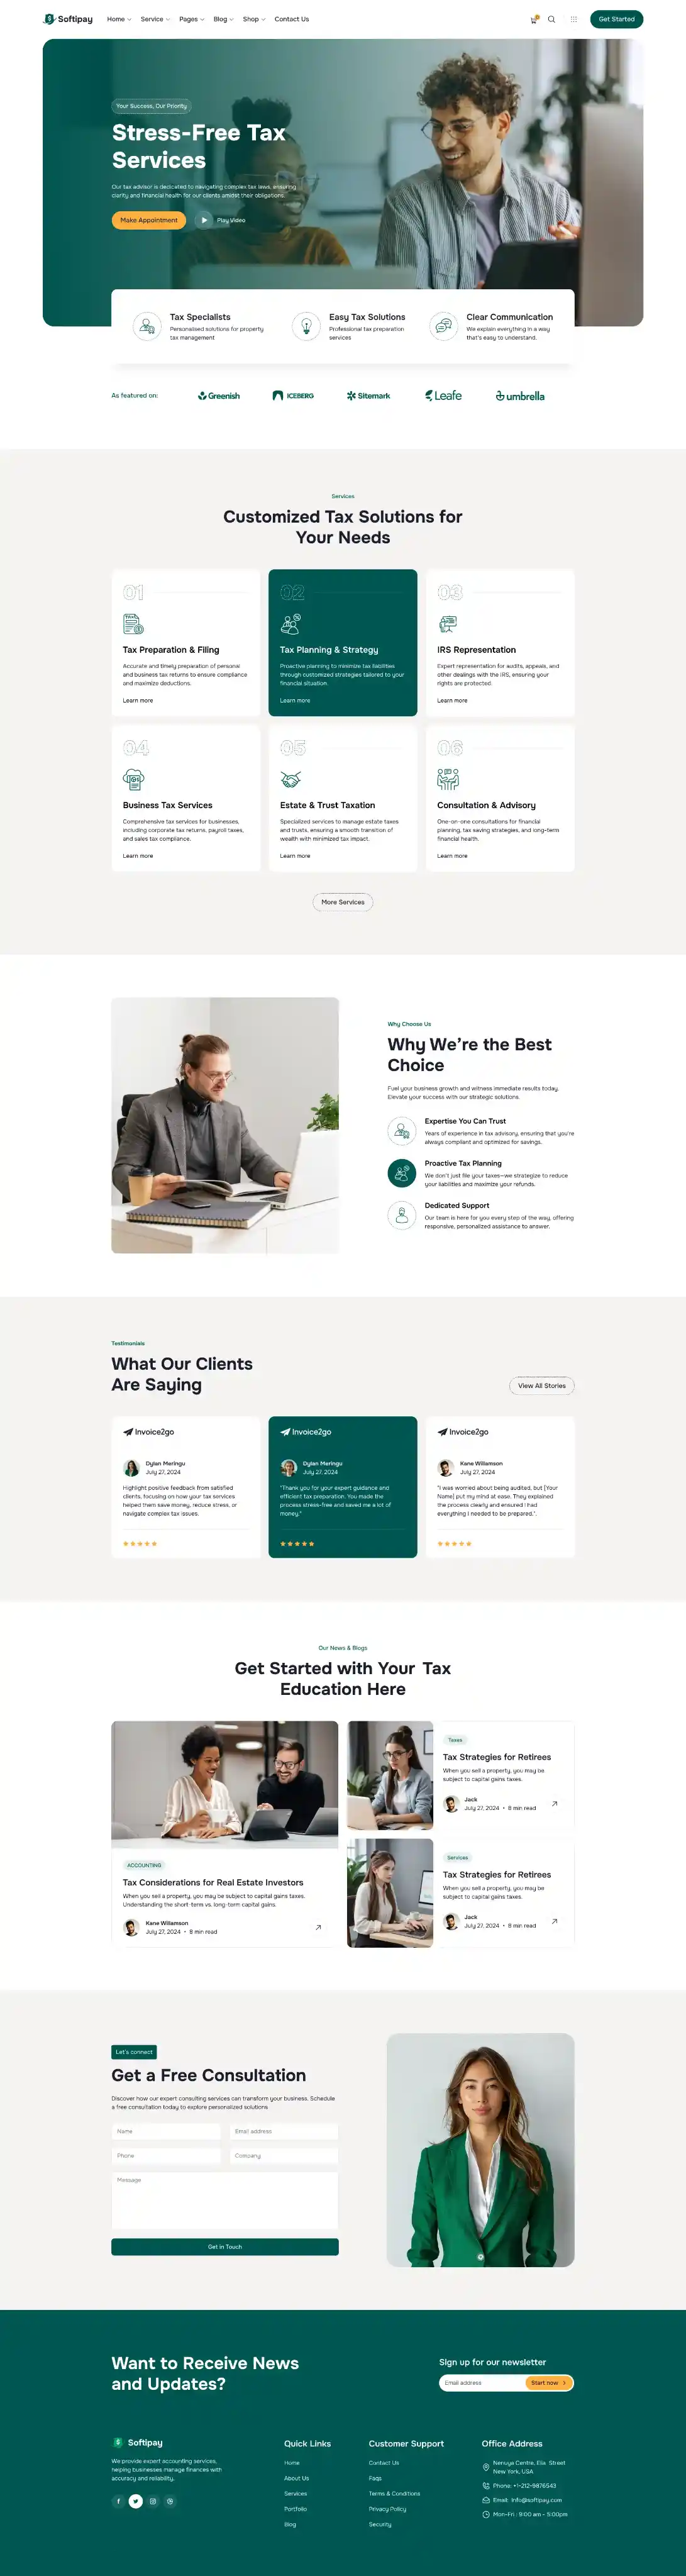 Softipay
Home
Service
Pages
Blog
Shop
Contact Us
Get Started
Your Success, Our Priority
Stress-Free Tax
Services
Our tax advisor is dedicated to navigating complex tax laws, ensuring
clarity and financial health for our clients amidst their obligations.
Make Appointment
Play Video
Tax Specialists
Personalised solutions for property
tax management
Easy Tax Solutions
Professional tax preparation
services
Clear Communication
We explain everything in a way
that's easy to understand.
As featured on:
Greenish
ICEBERG
Sitemark
Leafe
umbrella
Services
Customized Tax Solutions for
Your Needs
01
Tax Preparation & Filing
Accurate and timely preparation of personal
and business tax returns to ensure compliance
and maximize deductions.
Learn more
02
Tax Planning & Strategy
Proactive planning to minimize tax liabilities
through customized strategies tailored to your
financial situation.
Learn more
03
IRS Representation
Expert representation for audits, appeals, and
other dealings with the IRS, ensuring your
rights are protected.
Learn more
04
Business Tax Services
Comprehensive tax services for businesses,
including corporate tax returns, payroll taxes,
and sales tax compliance.
Learn more
05
Estate & Trust Taxation
Specialized services to manage estate taxes
and trusts, ensuring a smooth transition of
wealth with minimized tax impact.
Learn more
06
Consultation & Advisory
One-on-one consultations for financial
planning, tax saving strategies, and long-term
financial health.
Learn more
More Services
Why Choose Us
Why We're the Best
Choice
Fuel your business growth and witness immediate results today.
Elevate your success with our strategic solutions.
Expertise You Can Trust
Years of experience in tax advisory, ensuring that you're
always compliant and optimized for savings.
Proactive Tax Planning
We don't just file your taxes—we strategize to reduce
your liabilities and maximize your refunds.
Dedicated Support
Our team is here for you every step of the way, offering
responsive, personalized assistance to answer.
Testimonials
What Our Clients
Are Saying
View All Stories
Invoice2go
Dylan Meringu
July 27, 2024
Highlight positive feedback from satisfied
clients, focusing on how your tax services
helped them save money, reduce stress, or
navigate complex tax issues.
Invoice2go
Dylan Meringu
July 27, 2024
"Thank you for your expert guidance and
efficient tax preparation. You made the
process stress-free and saved me a lot of
money."
Invoice2go
Kane Wiliamson
July 27, 2024
"I was worried about being audited, but [Your
Name] put my mind at ease. They explained
the process clearly and ensured I had
everything I needed to be prepared.".
Our News & Blogs
Get Started with Your Tax
Education Here
ACCOUNTING
Tax Considerations for Real Estate Investors
When you sell a property, you may be subject to capital gains taxes.
Understanding the short-term vs. long-term capital gains.
Kane Wiliamson
July 27, 2024 • 8 min read
Taxes
Tax Strategies for Retirees
When you sell a property, you may be
subject to capital gains taxes.
Jack
July 27, 2024 • 8 min read
Services
Tax Strategies for Retirees
When you sell a property, you may be
subject to capital gains taxes.
Jack
July 27, 2024 • 8 min read
Let's connect
Get a Free Consultation
Discover how our expert consulting services can transform your business. Schedule
a free consultation today to explore personalized solutions
Name
Email address
Phone
Company
Message
Get in Touch
Want to Receive News
and Updates?
Sign up for our newsletter
Email address
Start now
Softipay
We provide expert accounting services,
helping businesses manage finances with
accuracy and reliability.
Quick Links
Home
About Us
Services
Portfolio
Blog
Customer Support
Contact Us
Faqs
Terms & Conditions
Privacy Policy
Security
Office Address
Neriuye Centre, Elia Street
New York, USA
Phone: +1-212-9876543
Email: info@softipay.com
Mon-Fri : 9:00 am - 5:00pm